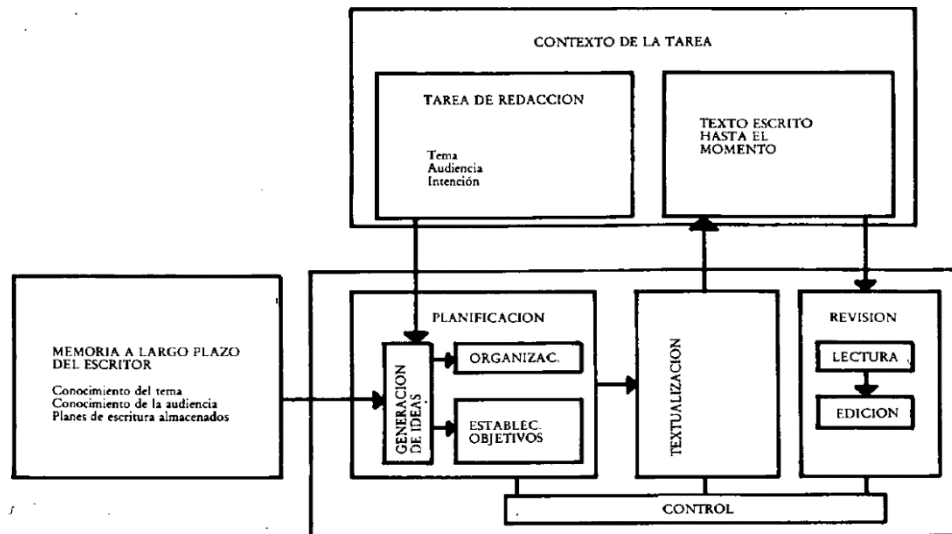 CONTEXTO DE LA TAREA
TAREA DE REDACCION
Tema
Audiencia
Intención
TEXTO ESCRITO
HASTA EL
MOMENTO
MEMORIA A LARGO PLAZO
DEL ESCRITOR
Conocimiento del tema
Conocimiento de la audiencia
Planes de escritura almacenados
PLANIFICACION
GENERACION
DE IDEAS
ORGANIZAC.
ESTABLEC.
OBJETIVOS
TEXTUALIZACION
REVISION
LECTURA
EDICION
CONTROL